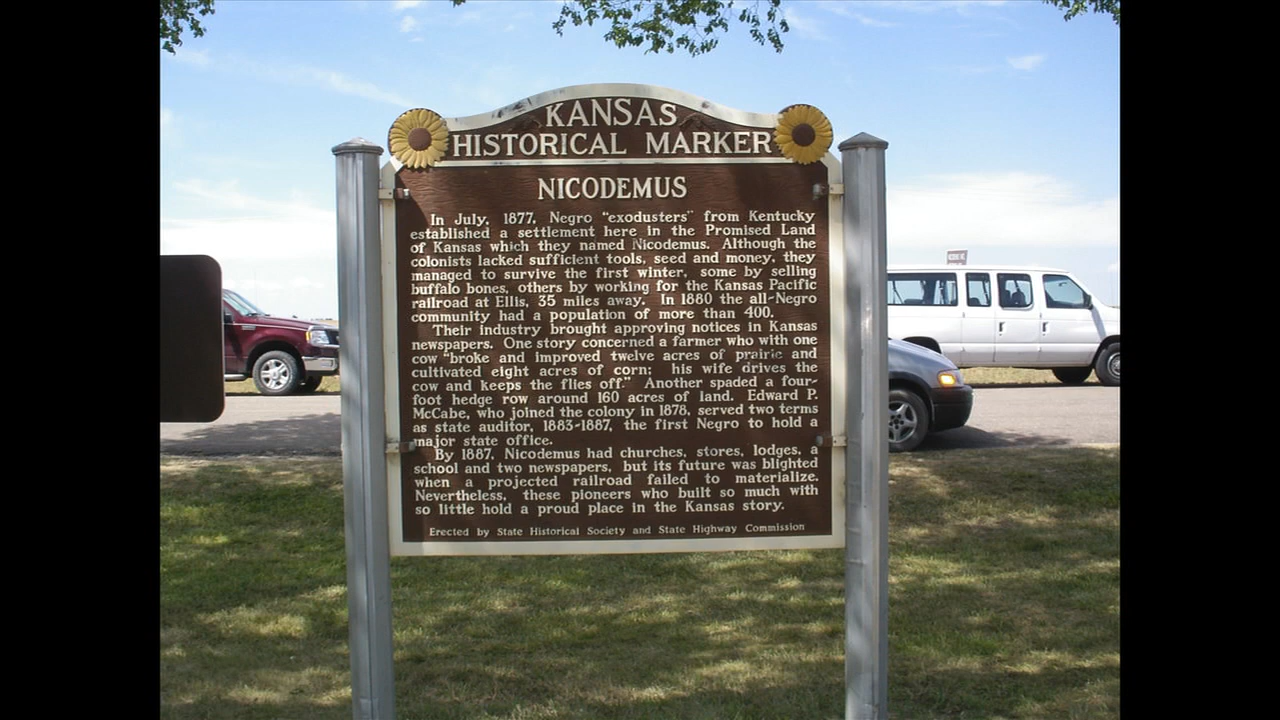 KANSAS
HISTORICAL MARKER
NICODEMUS
In July, 1877, Negro "exodusters" from Kentucky
established a settlement here in the Promised Land
of Kansas which they named Nicodemus. Although the
colonists lacked sufficient tools, seed and money, they
managed to survive the first winter, some by selling
buffalo bones, others by working for the Kansas Pacific
railroad at Ellis, 35 miles away. In 1880 the all-Negro
community had a population of more than 400.
Their industry brought approving notices in Kansas
newspapers. One story concerned a farmer who with one
cow "broke and improved twelve acres of prairie and
cultivated eight acres of corn; his wife drives the
cow and keeps the flies off." Another spaded a four-
foot hedge row around 160 acres of land. Edward P.
McCabe, who joined the colony in 1878, served two terms
as state auditor, 1883-1887, the first Negro to hold a
major state office.
By 1887, Nicodemus had churches, stores, lodges, a
school and two newspapers, but its future was blighted
when a projected railroad failed to materialize.
Nevertheless, these pioneers who built so much with
so little hold a proud place in the Kansas story.
Erected by State Historical Society and State Highway Commission